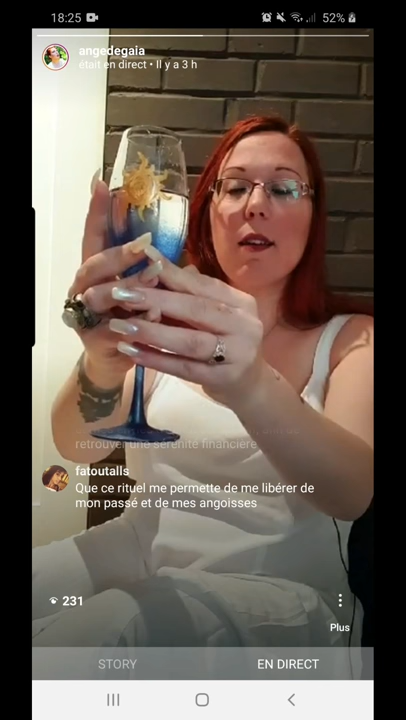 18:25
52%
angedegaia
était en direct • Il y a 3 h
retrouver une sérénité financière
fatoutalls
Que ce rituel me permette de me libérer de
mon passé et de mes angoisses
231
Plus
STORY
EN DIRECT